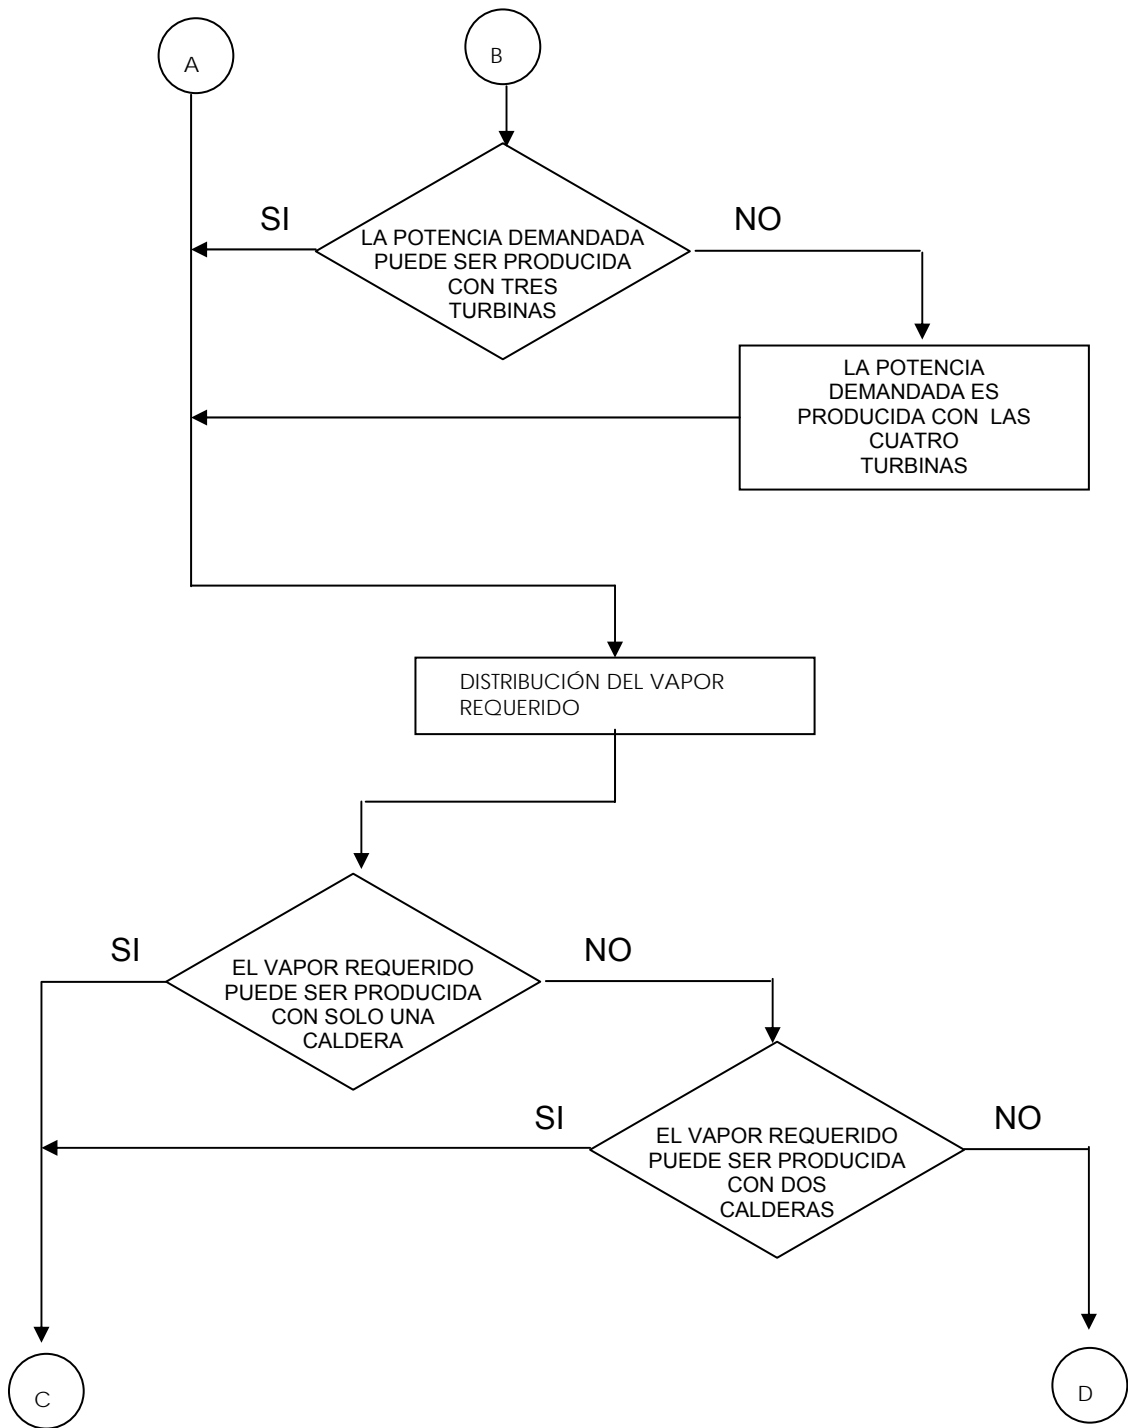 A
B
SI
NO
LA POTENCIA DEMANDADA
PUEDE SER PRODUCIDA
CON TRES
TURBINAS
LA POTENCIA
DEMANDADA ES
PRODUCIDA CON LAS
CUATRO
TURBINAS
DISTRIBUCIÓN DEL VAPOR
REQUERIDO
SI
NO
EL VAPOR REQUERIDO
PUEDE SER PRODUCIDA
CON SOLO UNA
CALDERA
SI
NO
EL VAPOR REQUERIDO
PUEDE SER PRODUCIDA
CON DOS
CALDERAS
C
D